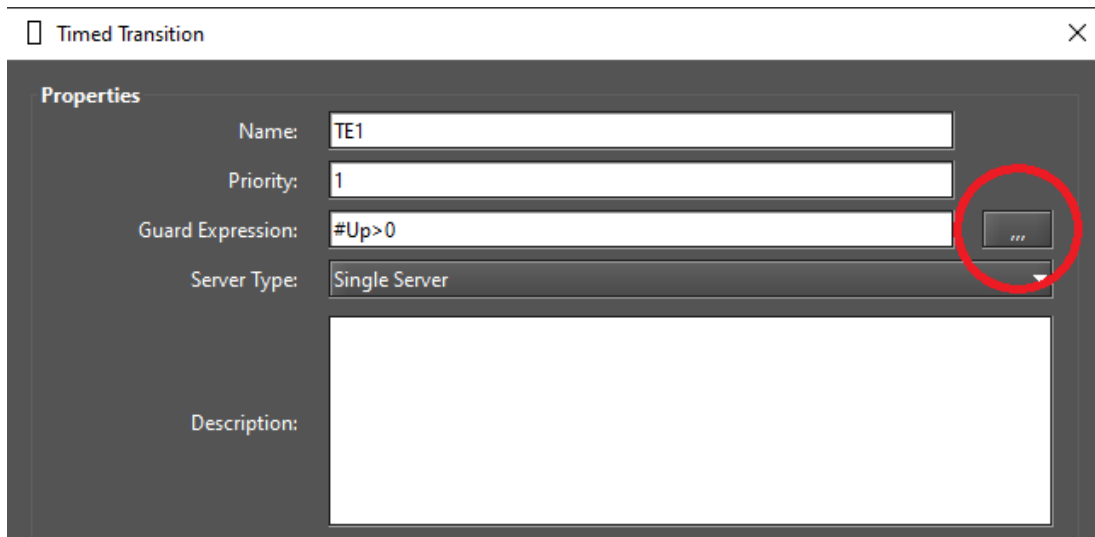 Timed Transition
Properties
Name: TE1
Priority: 1
Guard Expression: #Up>0 ...
Server Type: Single Server
Description: